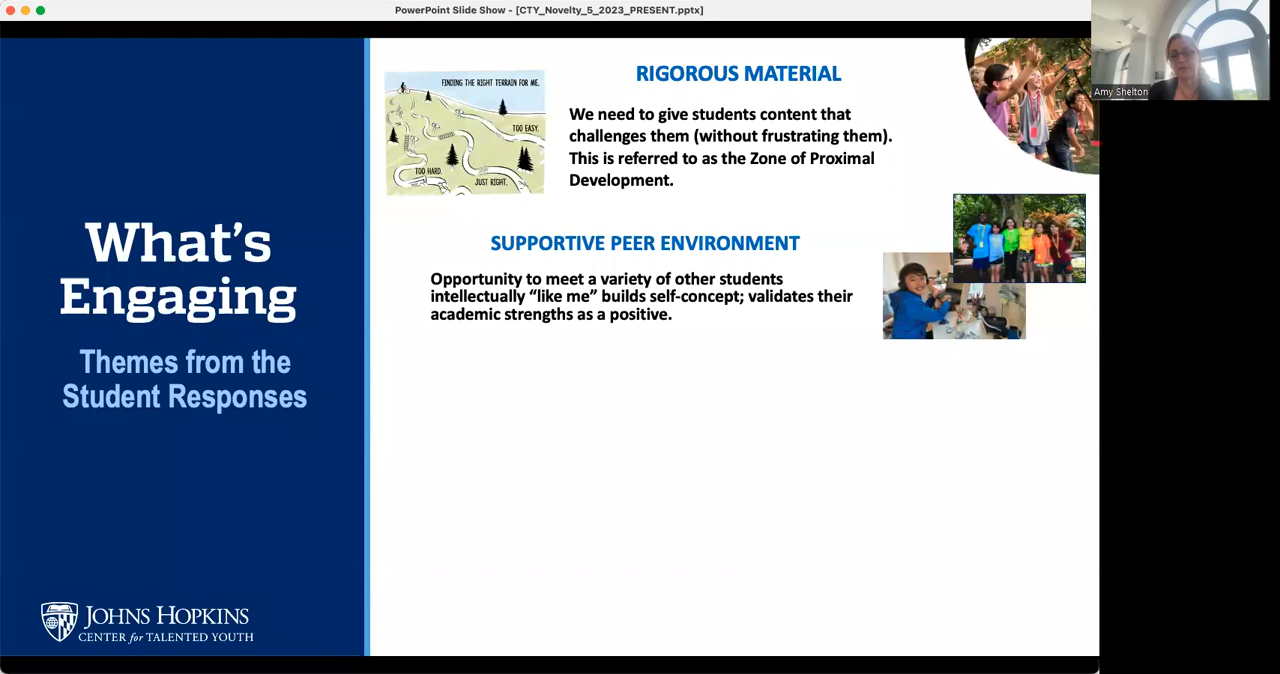 PowerPoint Slide Show - [CTY_Novelty_5_2023_PRESENT.pptx]
Amy Shelton
What's
Engaging
Themes from the
Student Responses
JOHNS HOPKINS
CENTER for TALENTED YOUTH
FINDING THE RIGHT TERRAIN FOR ME.
TOO EASY.
TOO HARD.
JUST RIGHT.
RIGOROUS MATERIAL
We need to give students content that
challenges them (without frustrating them).
This is referred to as the Zone of Proximal
Development.
SUPPORTIVE PEER ENVIRONMENT
Opportunity to meet a variety of other students
intellectually “like me” builds self-concept; validates their
academic strengths as a positive.